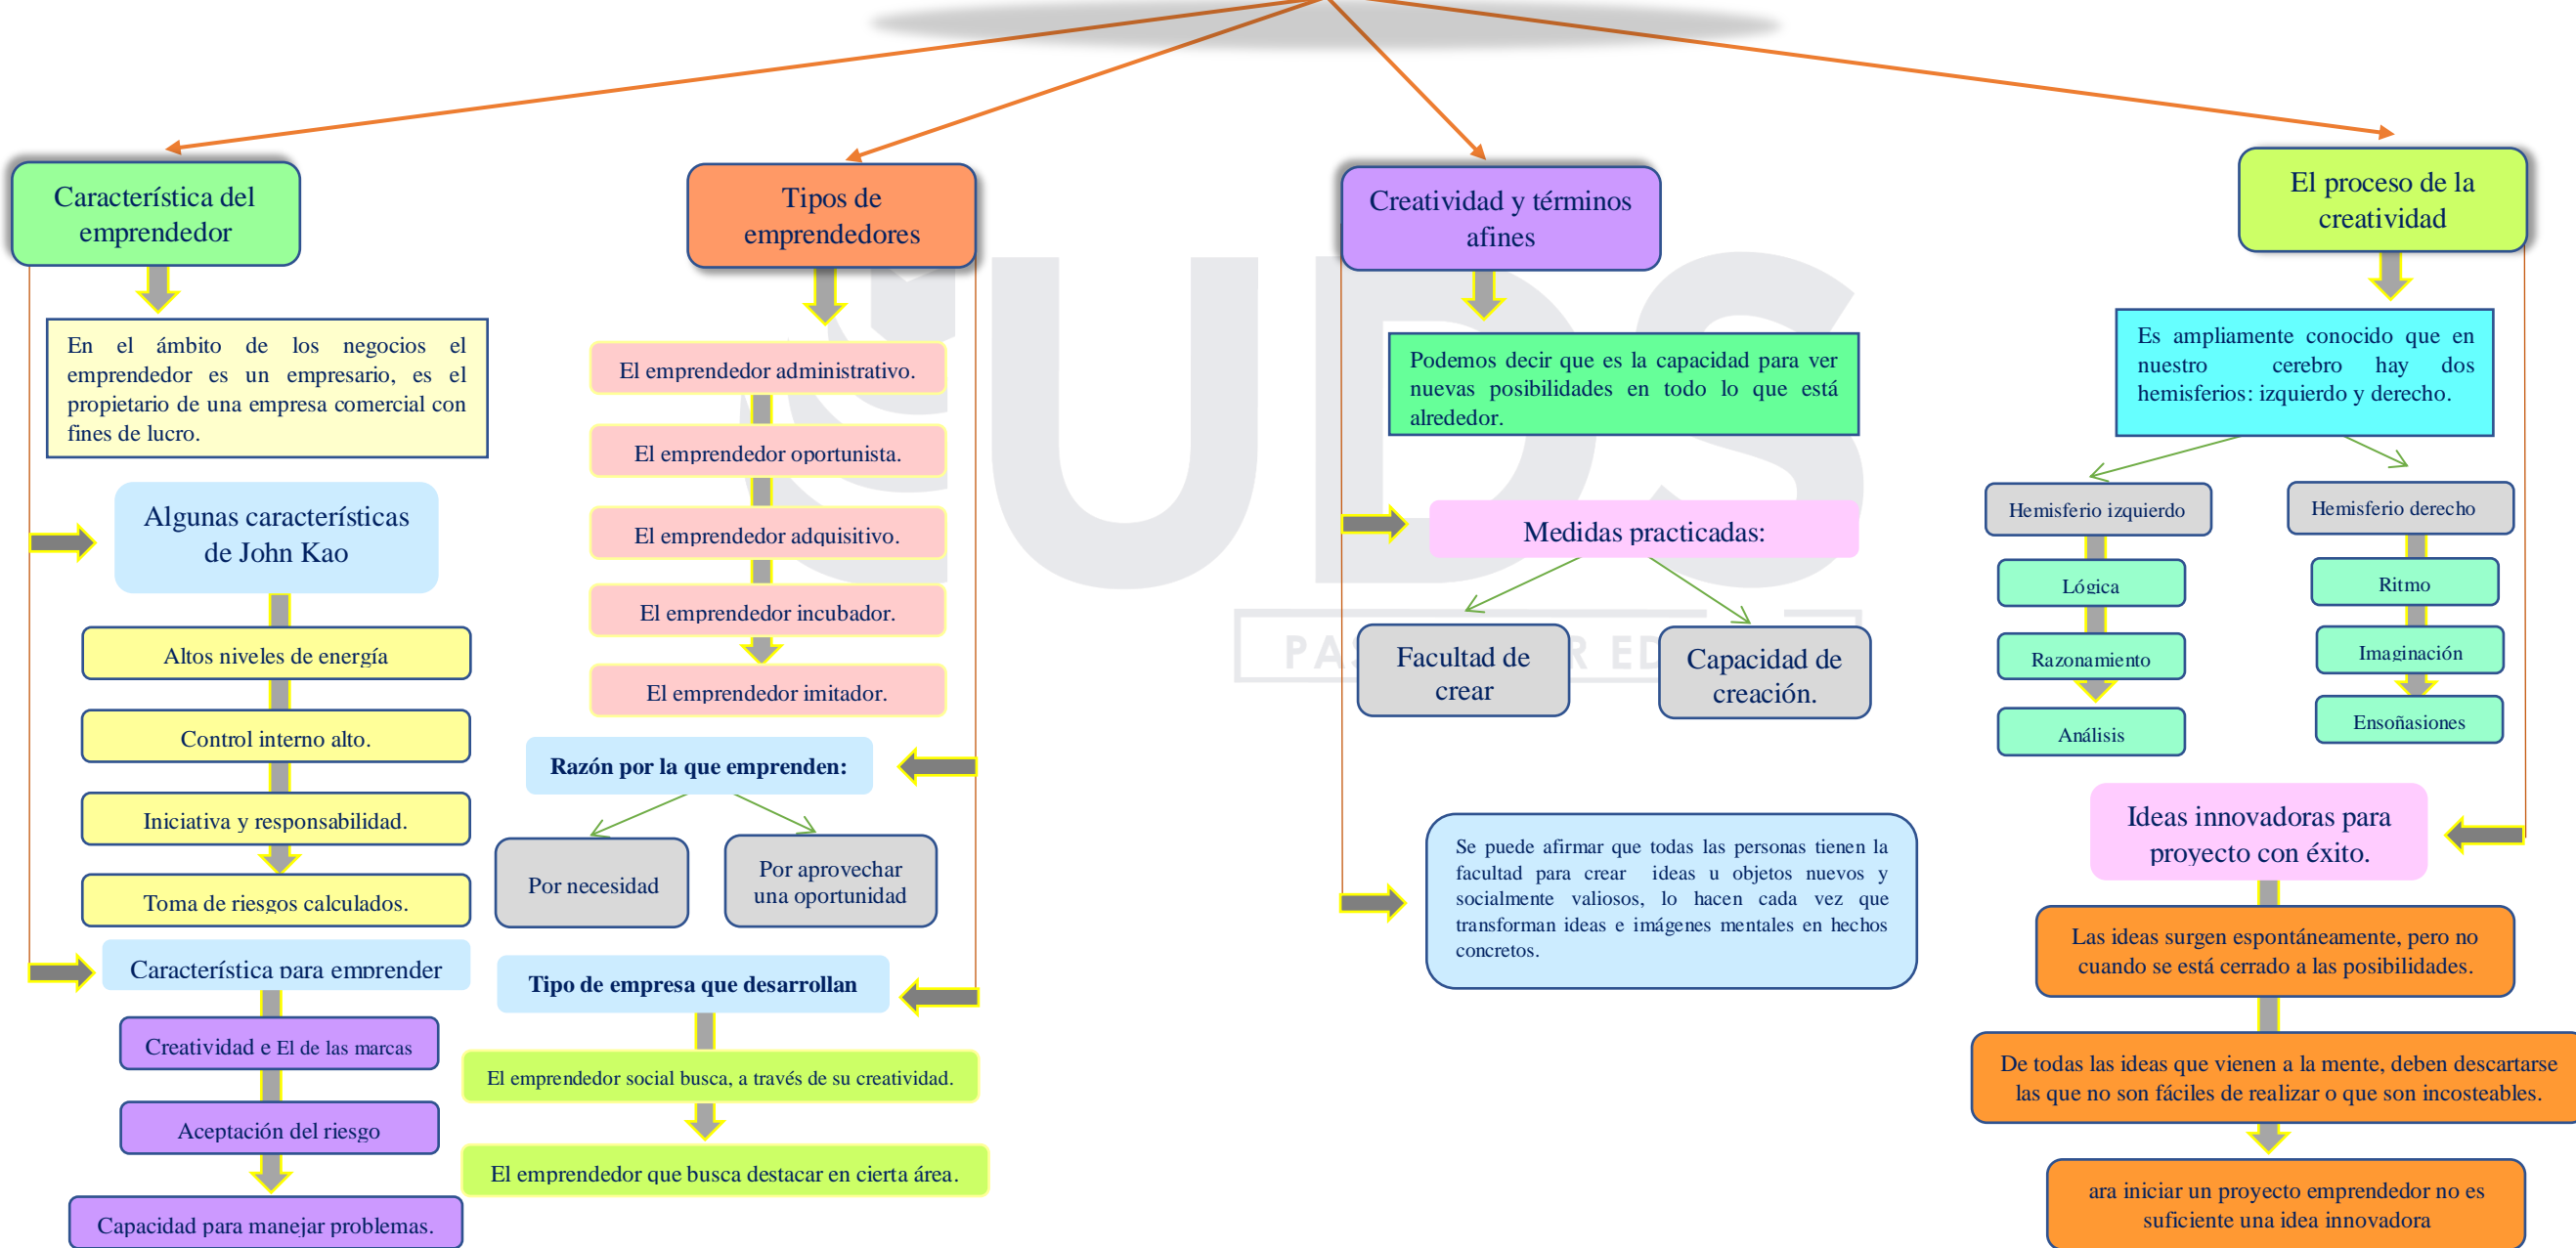 Característica del
emprendedor
En el ámbito de los negocios el
emprendedor es un empresario, es el
propietario de una empresa comercial con
fines de lucro.
Algunas características
de John Kao
Altos niveles de energía
Control interno alto.
Iniciativa y responsabilidad.
Toma de riesgos calculados.
Característica para emprender
Creatividad e El de las marcas
Aceptación del riesgo
Capacidad para manejar problemas.
Tipos de
emprendedores
El emprendedor administrativo.
El emprendedor oportunista.
El emprendedor adquisitivo.
El emprendedor incubador.
El emprendedor imitador.
Razón por la que emprenden:
Por necesidad
Por aprovechar
una oportunidad
Tipo de empresa que desarrollan
El emprendedor social busca, a través de su creatividad.
El emprendedor que busca destacar en cierta área.
Creatividad y términos
afines
Podemos decir que es la capacidad para ver
nuevas posibilidades en todo lo que está
alrededor.
Medidas practicadas:
Facultad de
crear
Capacidad de
creación.
Se puede afirmar que todas las personas tienen la
facultad para crear ideas u objetos nuevos y
socialmente valiosos, lo hacen cada vez que
transforman ideas e imágenes mentales en hechos
concretos.
El proceso de la
creatividad
Es ampliamente conocido que en
nuestro cerebro hay dos
hemisferios: izquierdo y derecho.
Hemisferio izquierdo
Lógica
Razonamiento
Análisis
Hemisferio derecho
Ritmo
Imaginación
Ensoñasiones
Ideas innovadoras para
proyecto con éxito.
Las ideas surgen espontáneamente, pero no
cuando se está cerrado a las posibilidades.
De todas las ideas que vienen a la mente, deben descartarse
las que no son fáciles de realizar o que son incosteables.
ara iniciar un proyecto emprendedor no es
suficiente una idea innovadora
UDS